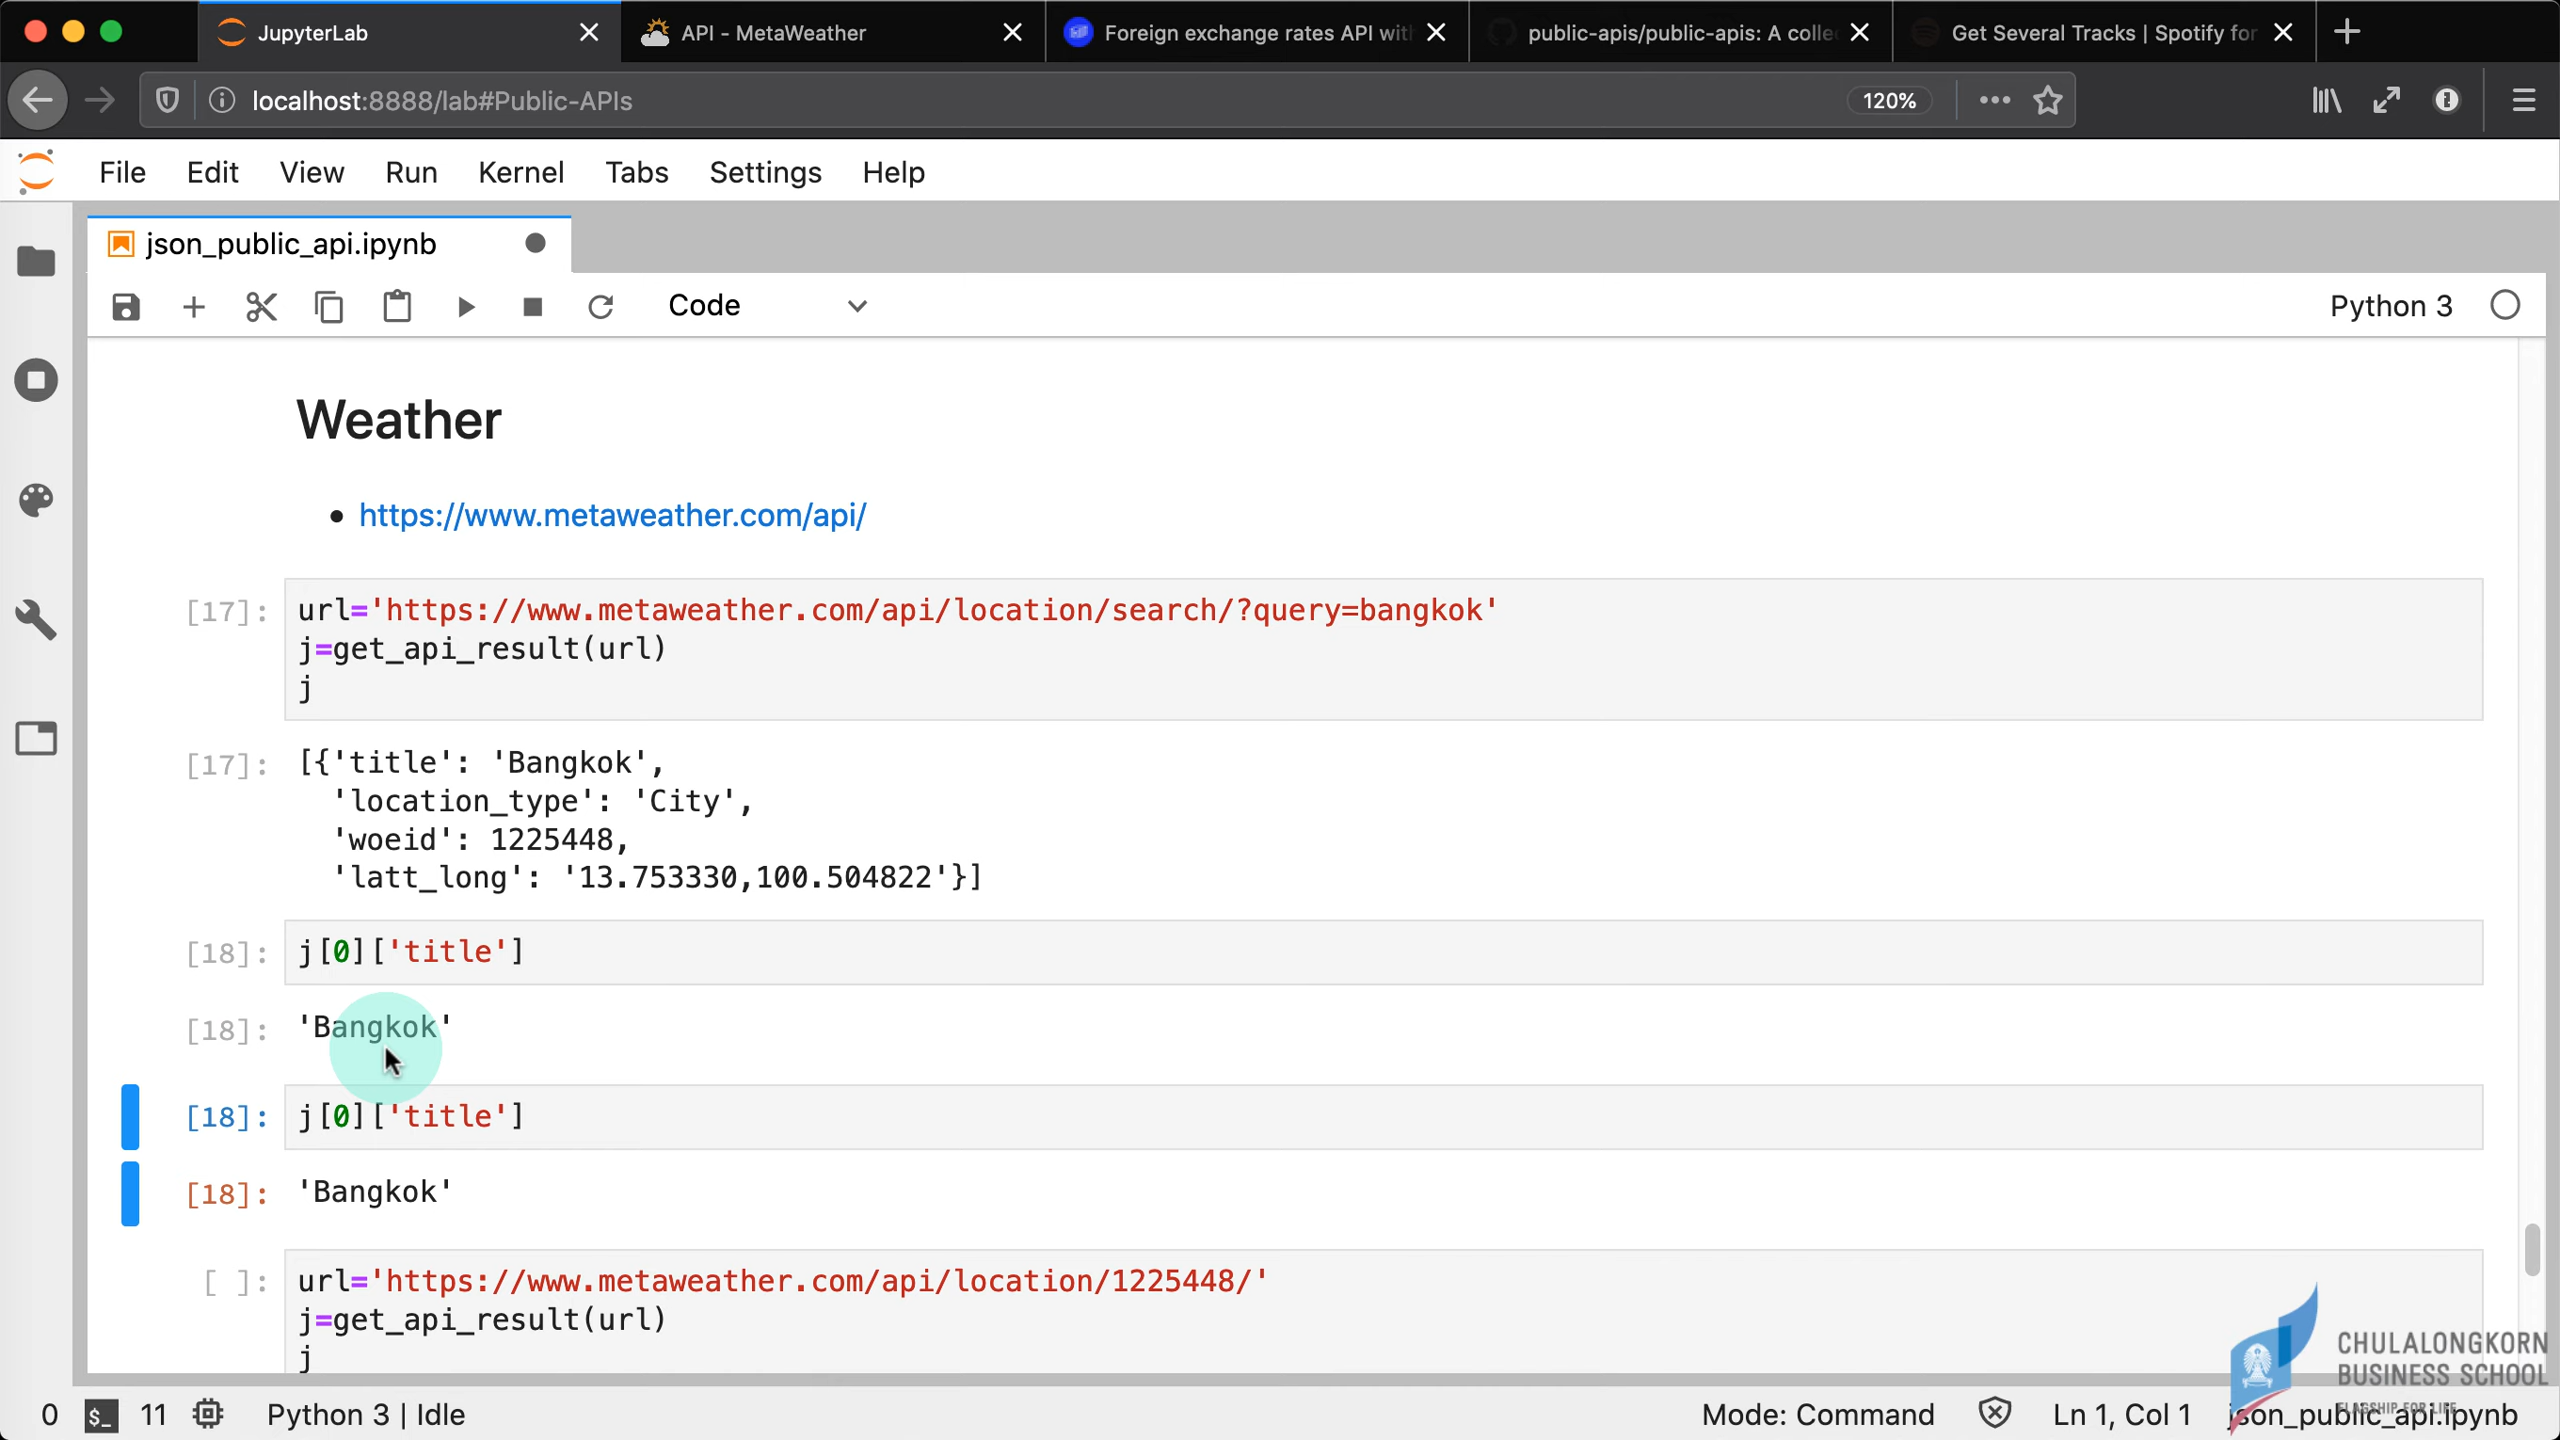 JupyterLab
API - MetaWeather
Foreign exchange rates API with
public-apis/public-apis: A colle
Get Several Tracks | Spotify for
localhost:8888/lab#Public-APIs
120%
File Edit View Run Kernel Tabs Settings Help
json_public_api.ipynb
Code
Python 3
Weather
https://www.metaweather.com/api/
[17]: url='https://www.metaweather.com/api/location/search/?query=bangkok'
j=get_api_result(url)
j
[17]: [{'title': 'Bangkok',
'location_type': 'City',
'woeid': 1225448,
'latt_long': '13.753330,100.504822'}]
[18]: j[0]['title']
[18]: 'Bangkok'
[18]: j[0]['title']
[18]: 'Bangkok'
[ ]: url='https://www.metaweather.com/api/location/1225448/'
j=get_api_result(url)
j
CHULALONGKORN
BUSINESS SCHOOL
FLAGSHIP FOR LIFE
0 $_ 11 Python 3 | Idle
Mode: Command
Ln 1, Col 1
json_public_api.ipynb